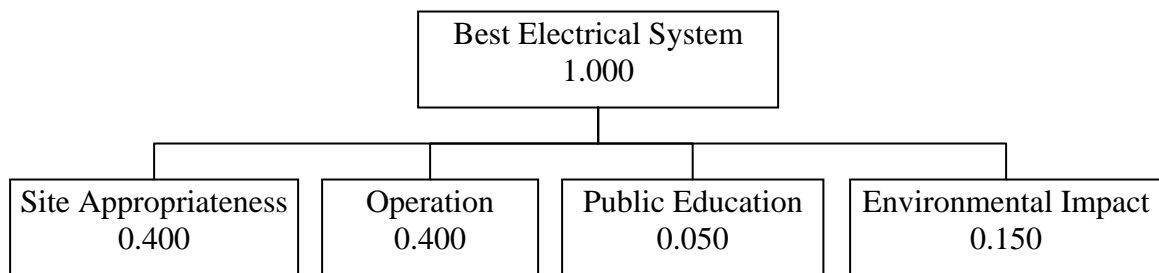 Best Electrical System
1.000
Site Appropriateness
0.400
Operation
0.400
Public Education
0.050
Environmental Impact
0.150